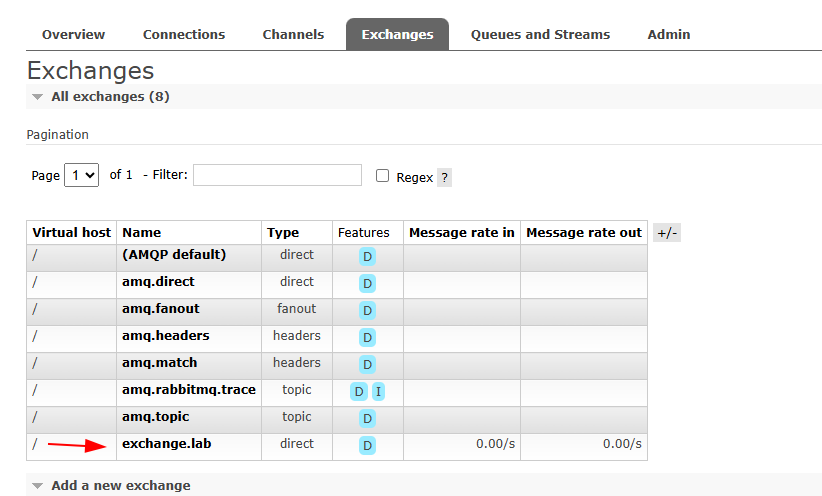 Overview Connections Channels Exchanges Queues and Streams Admin
Exchanges
All exchanges (8)
Pagination
Page 1 of 1 - Filter: Regex ?
Virtual host Name Type Features Message rate in Message rate out +/-
/ (AMQP default) direct D
/ amq.direct direct D
/ amq.fanout fanout D
/ amq.headers headers D
/ amq.match headers D
/ amq.rabbitmq.trace topic D I
/ amq.topic topic D
/ exchange.lab direct D 0.00/s 0.00/s
Add a new exchange